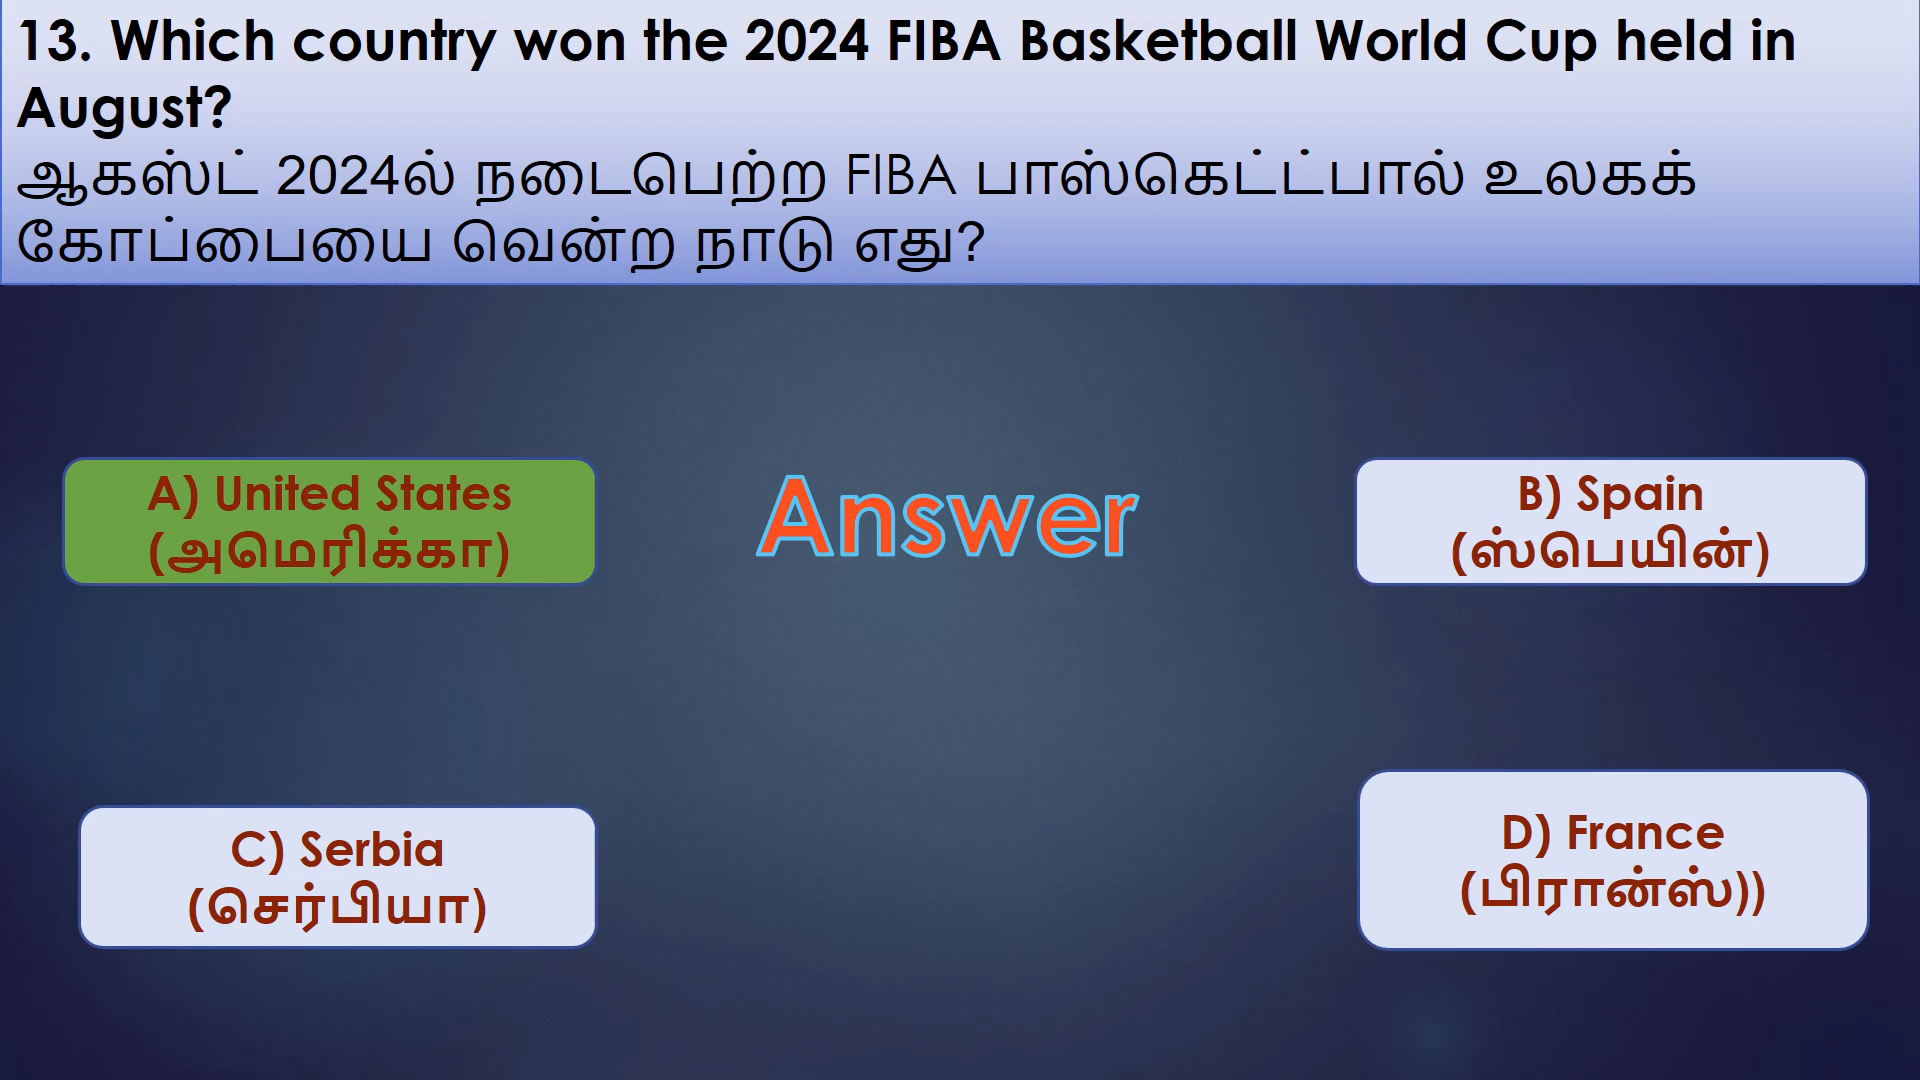 13. Which country won the 2024 FIBA Basketball World Cup held in
August?
ஆகஸ்ட் 2024ல் நடைபெற்ற FIBA பாஸ்கெட்ட்பால் உலகக்
கோப்பையை வென்ற நாடு எது?
A) United States
(அமெரிக்கா)
Answer
B) Spain
(ஸ்பெயின்)
C) Serbia
(செர்பியா)
D) France
(பிரான்ஸ்))